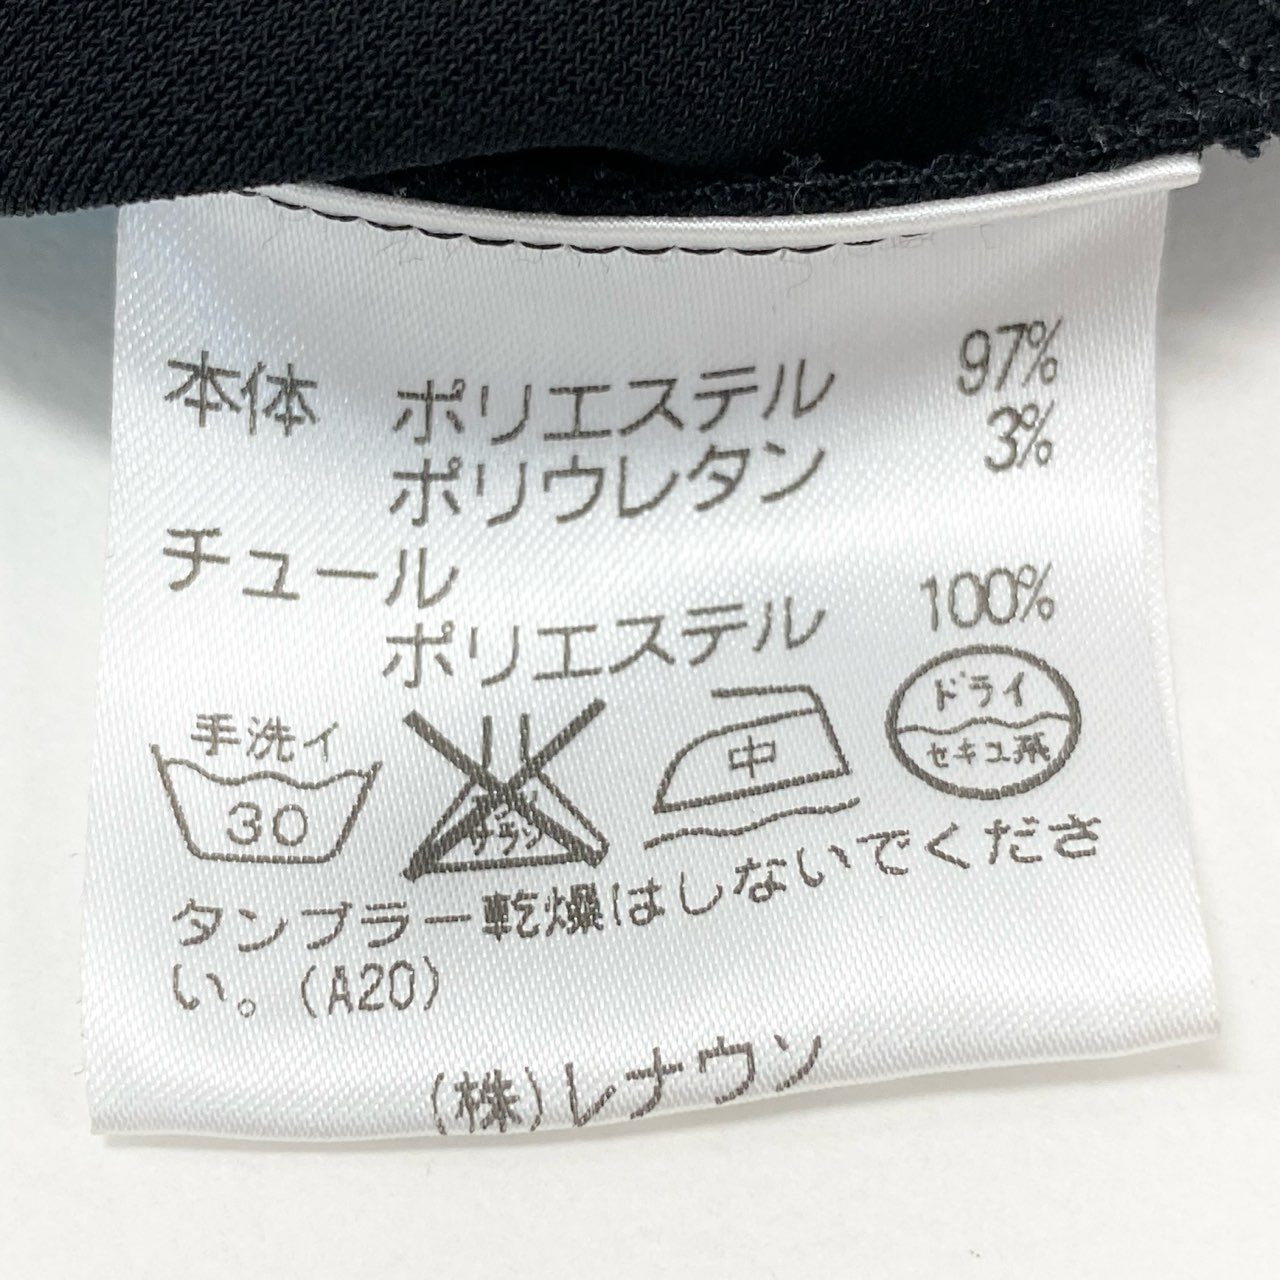 本体 ポリエステル 97%
ポリウレタン 3%
チュール
ポリエステル 100%
手洗イ
30
サラシ
中
ドライ
セキユ系
タンブラー乾燥はしないでくださ
い。(A20)
(株)レナウン